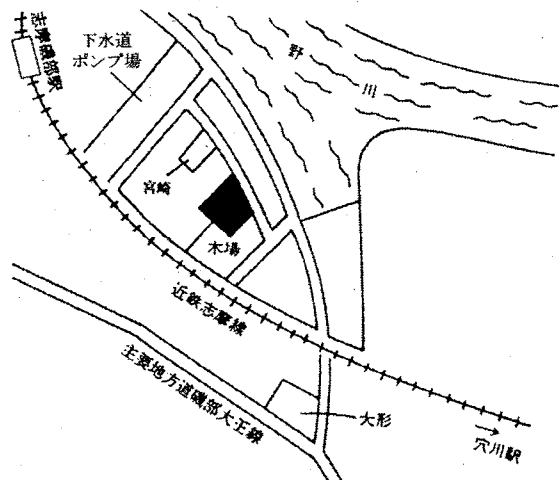 志摩磯部駅
下水道
ポンプ場
野川
宮崎
木場
近鉄志摩線
主要地方道磯部大王線
大形
穴川駅